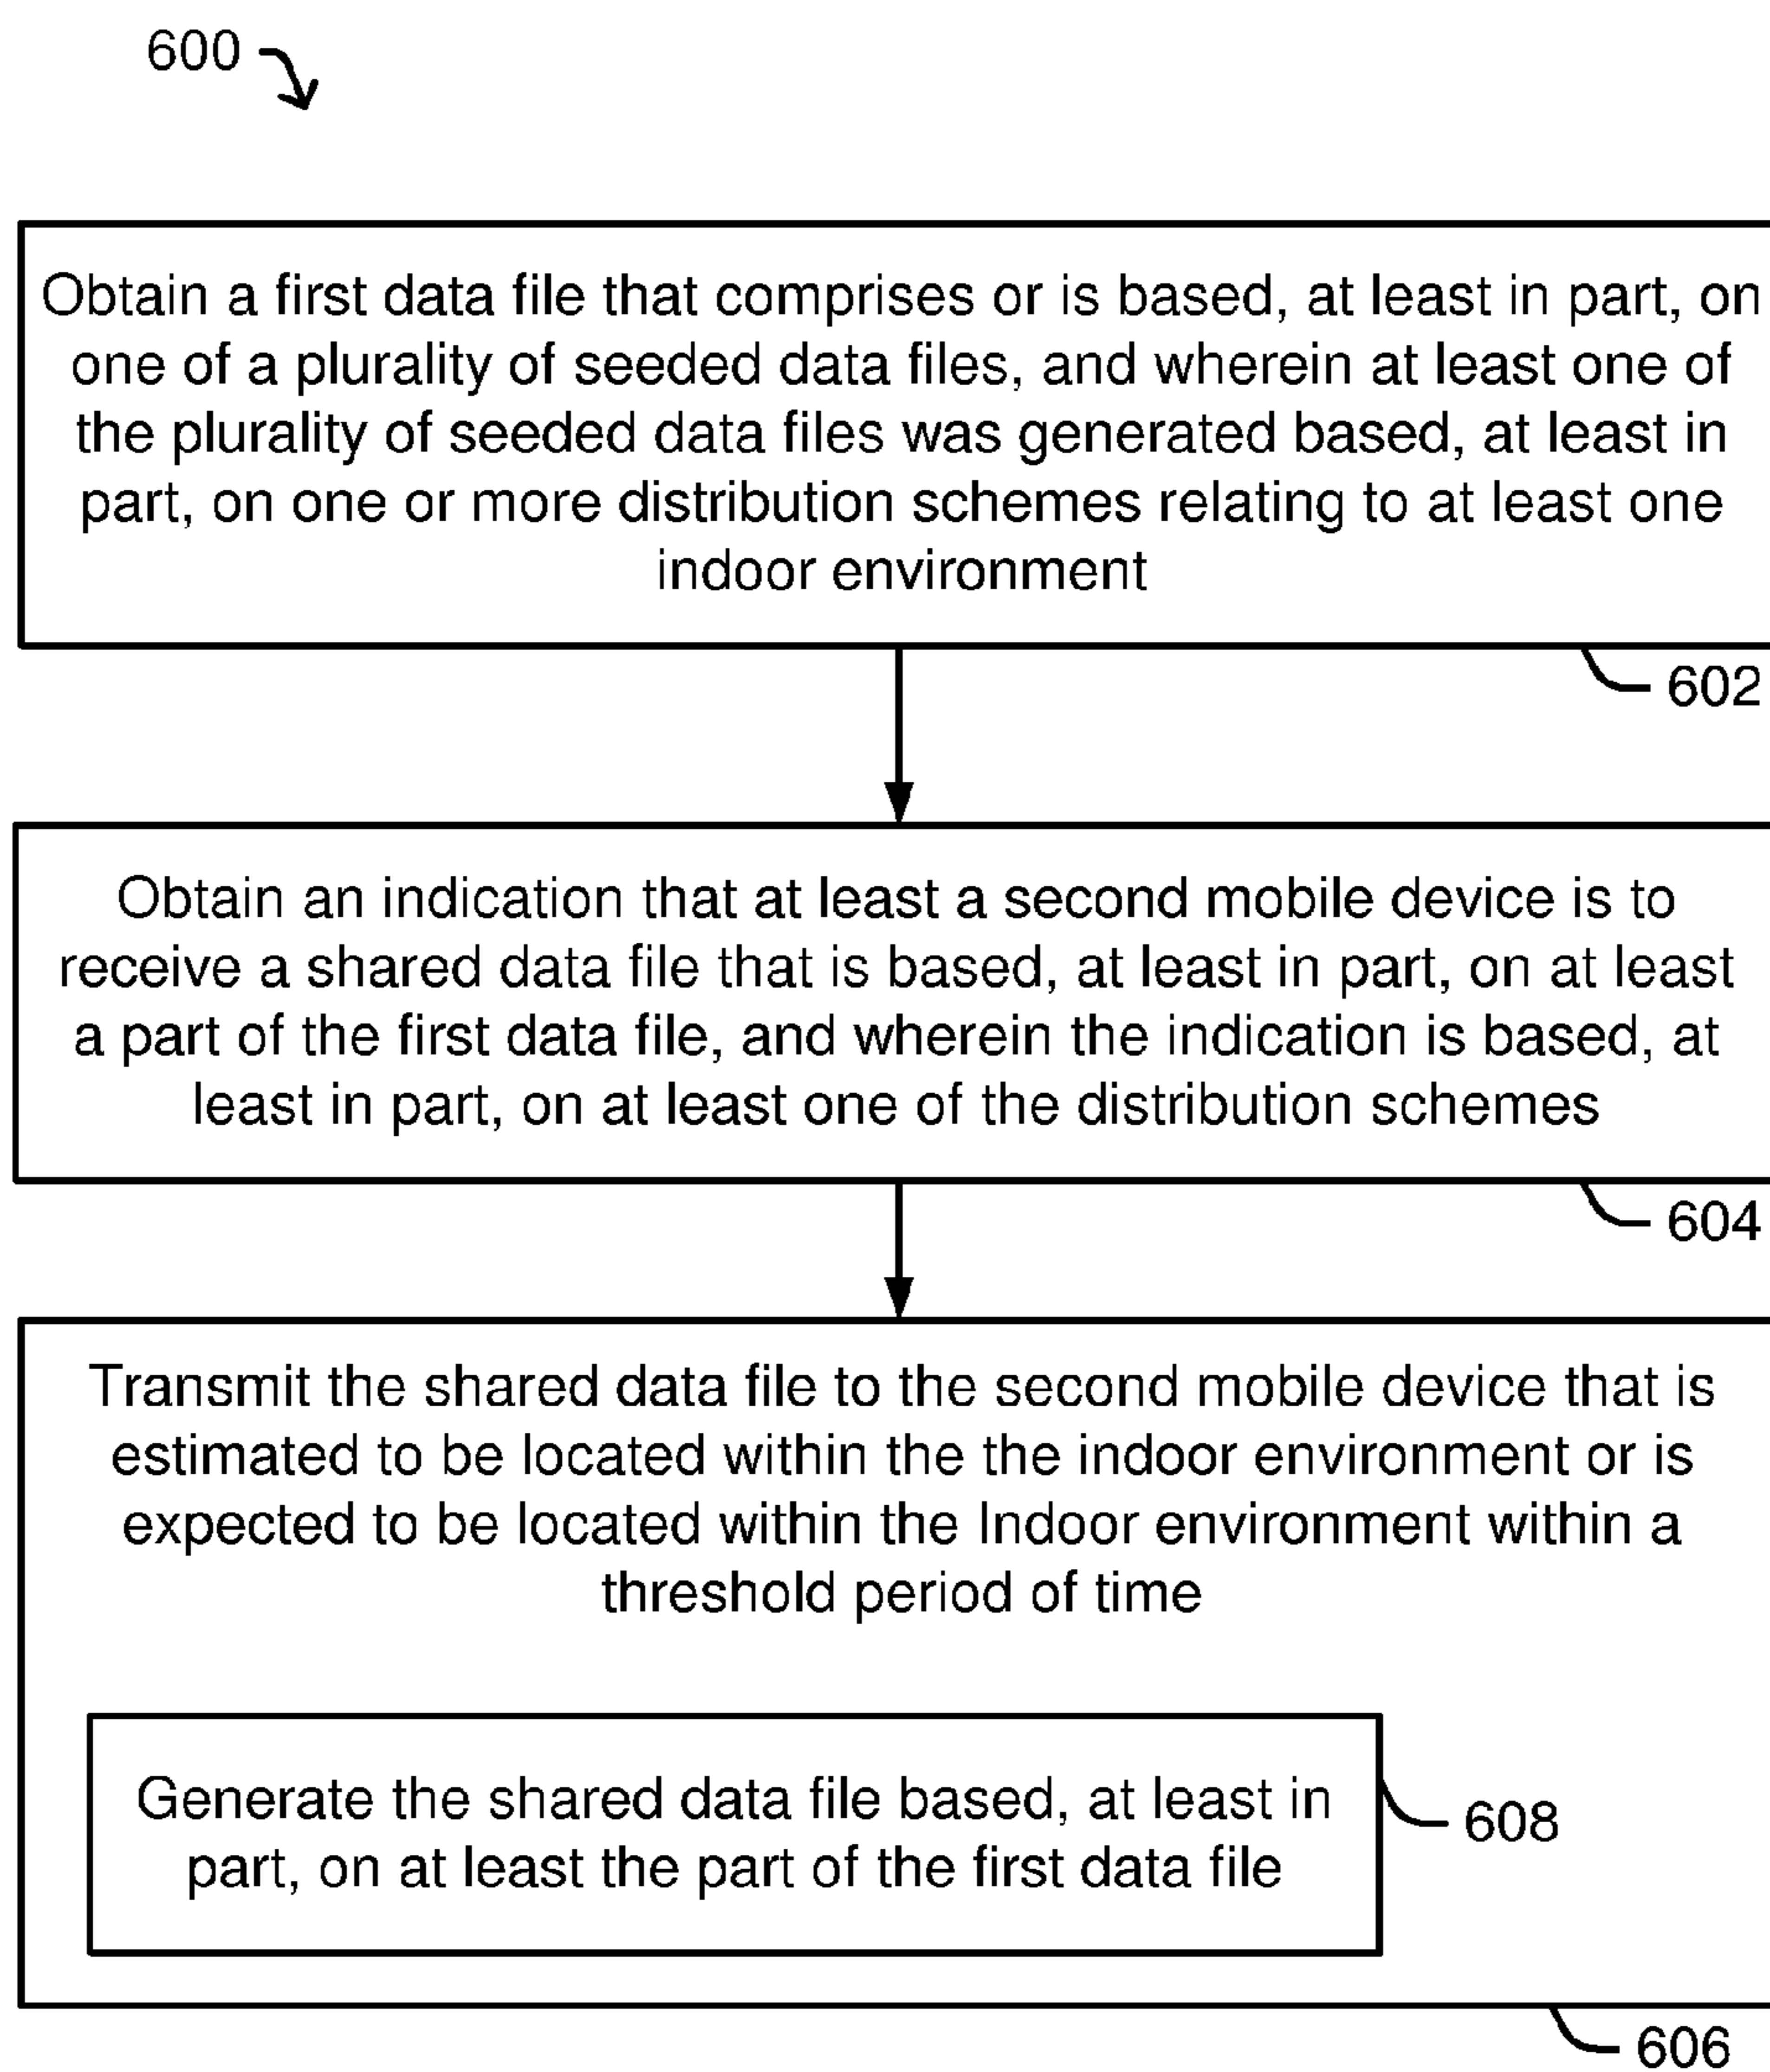 600
Obtain a first data file that comprises or is based, at least in part, on
one of a plurality of seeded data files, and wherein at least one of
the plurality of seeded data files was generated based, at least in
part, on one or more distribution schemes relating to at least one
indoor environment
602
Obtain an indication that at least a second mobile device is to
receive a shared data file that is based, at least in part, on at least
a part of the first data file, and wherein the indication is based, at
least in part, on at least one of the distribution schemes
604
Transmit the shared data file to the second mobile device that is
estimated to be located within the the indoor environment or is
expected to be located within the Indoor environment within a
threshold period of time
Generate the shared data file based, at least in
part, on at least the part of the first data file
608
606